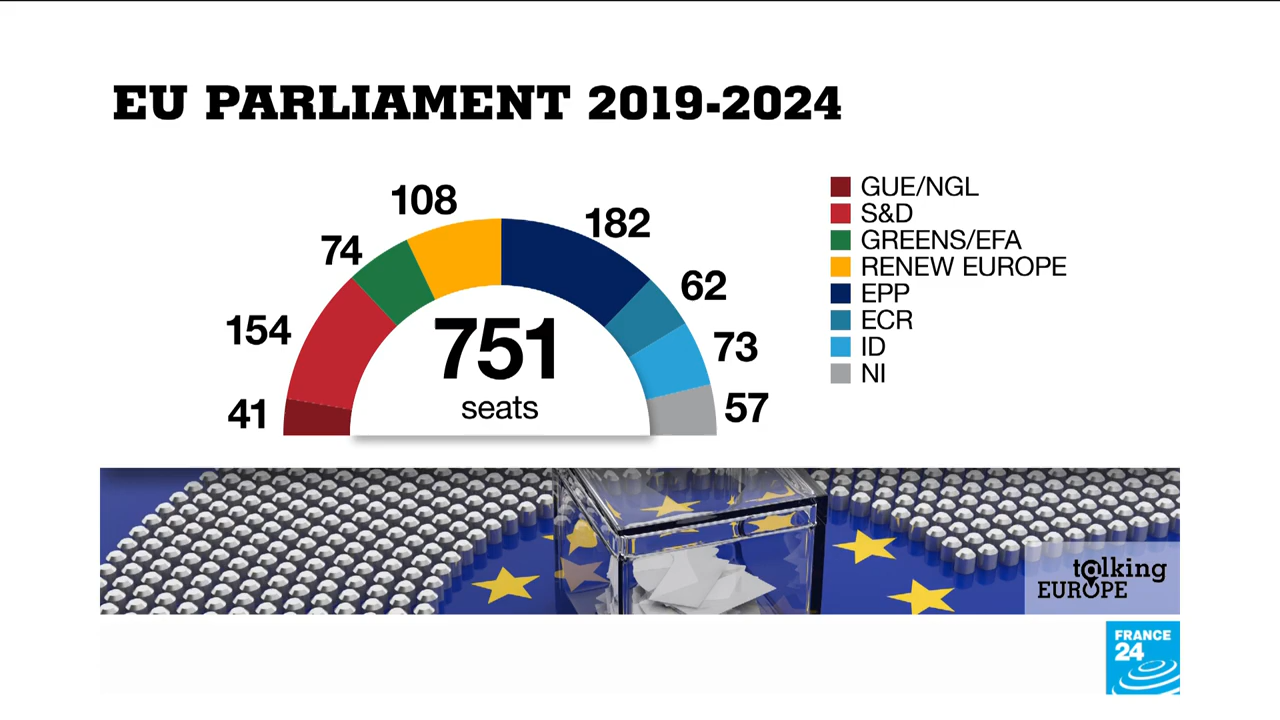 EU PARLIAMENT 2019-2024
108
182
74
62
154
73
41
57
751
seats
GUE/NGL
S&D
GREENS/EFA
RENEW EUROPE
EPP
ECR
ID
NI
talking
EUROPE
FRANCE
24